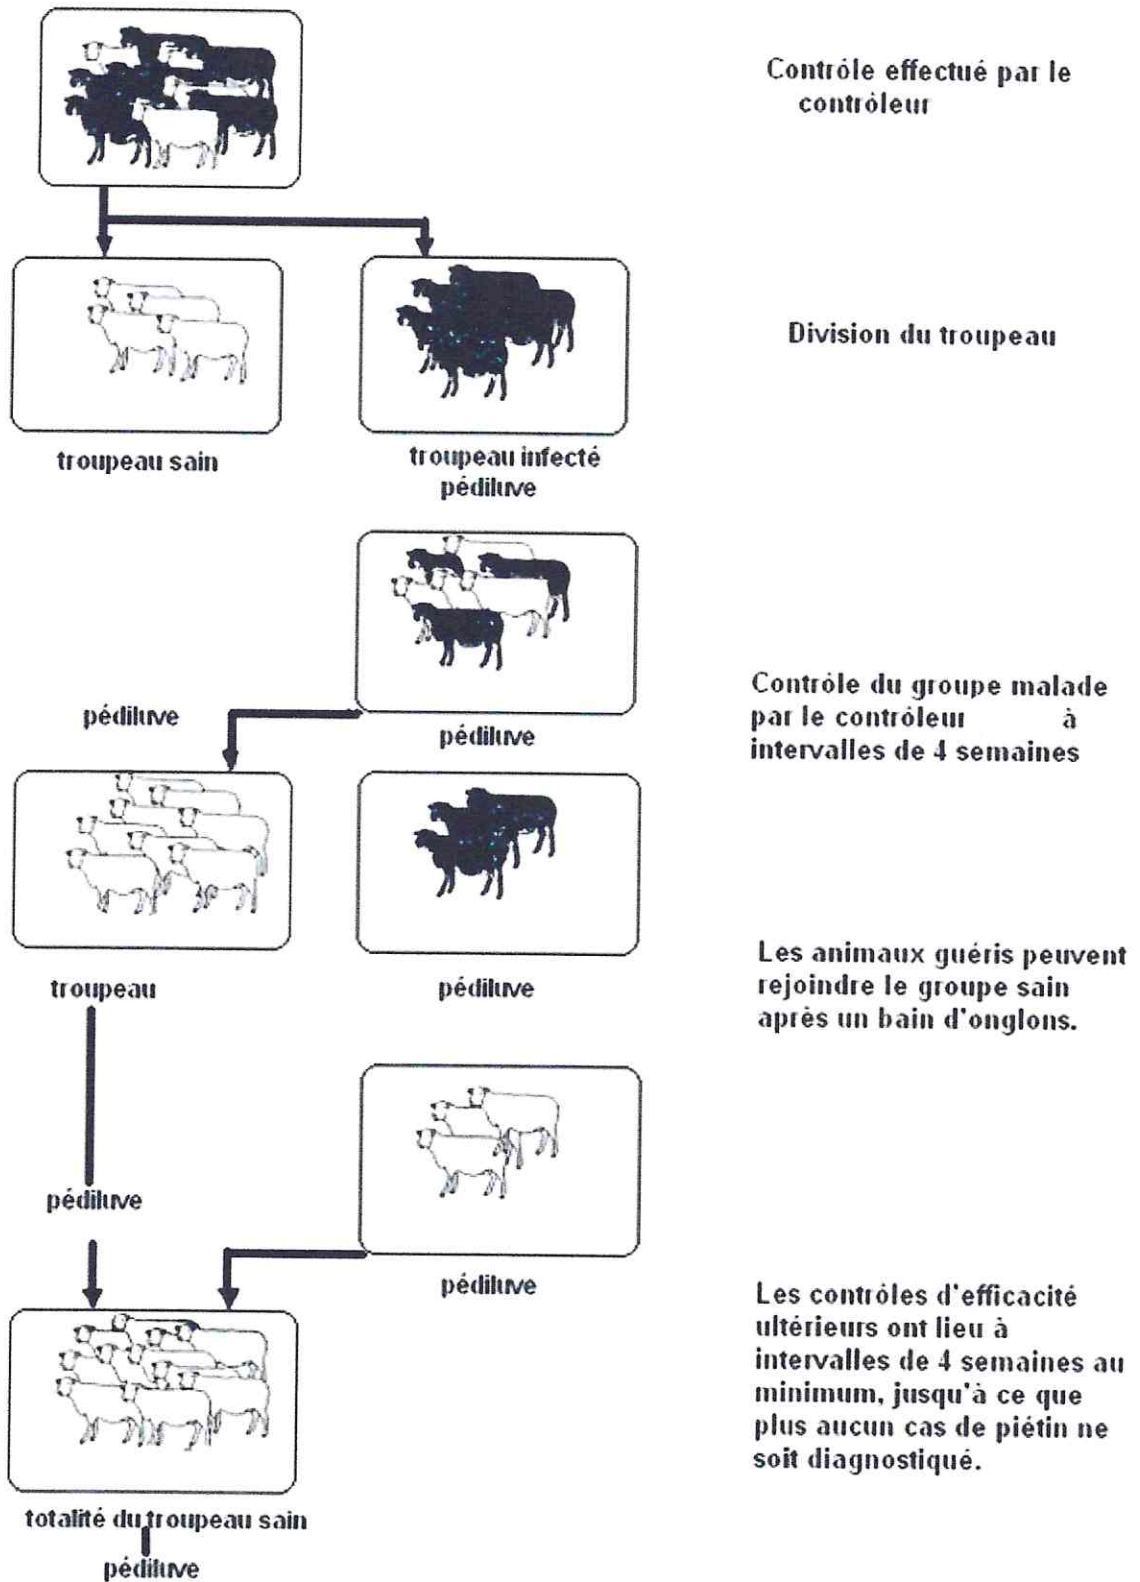 Contrôle effectué par le
contrôleur
Division du troupeau
troupeau sain
troupeau infecté
pédiluve
pédiluve
pédiluve
Contrôle du groupe malade
par le contrôleur à
intervalles de 4 semaines
troupeau
pédiluve
Les animaux guéris peuvent
rejoindre le groupe sain
après un bain d'onglons.
pédiluve
pédiluve
Les contrôles d'efficacité
ultérieurs ont lieu à
intervalles de 4 semaines au
minimum, jusqu'à ce que
plus aucun cas de piétin ne
soit diagnostiqué.
totalité du troupeau sain
pédiluve